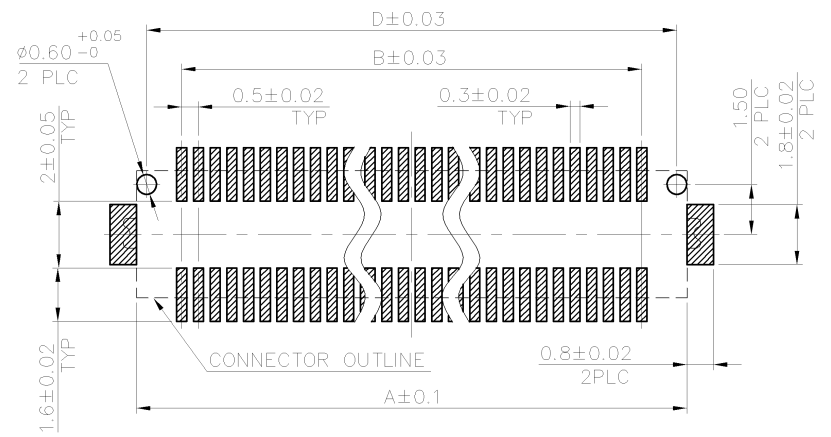 D±0.03
+0.05
ø0.60 -0
2 PLC
B±0.03
0.5±0.02
TYP
0.3±0.02
TYP
1.50
2 PLC
1.8±0.02
2 PLC
2±0.05
TYP
1.6±0.02
TYP
CONNECTOR OUTLINE
0.8±0.02
2PLC
A±0.1